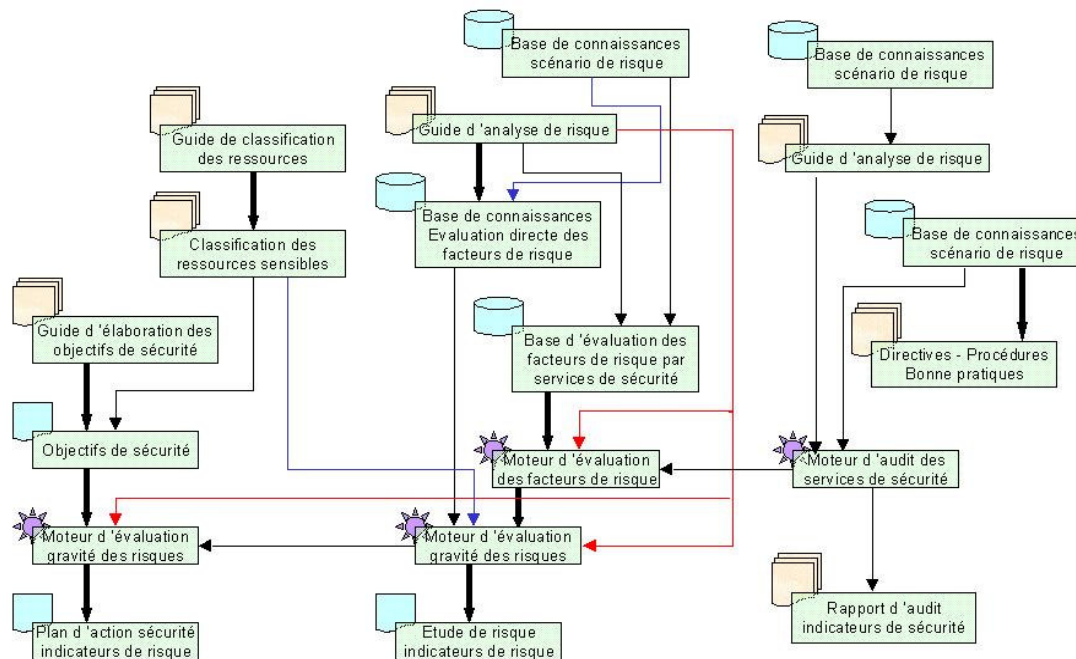 Base de connaissances
scénario de risque
Base de connaissances
scénario de risque
Guide de classification
des ressources
Guide d 'analyse de risque
Guide d 'analyse de risque
Base de connaissances
Evaluation directe des
facteurs de risque
Classification des
ressources sensibles
Base de connaissances
scénario de risque
Guide d 'élaboration des
objectifs de sécurité
Base d 'évaluation des
facteurs de risque par
services de sécurité
Directives - Procédures
Bonne pratiques
Objectifs de sécurité
Moteur d 'évaluation
des facteurs de risque
Moteur d 'audit des
services de sécurité
Moteur d 'évaluation
gravité des risques
Moteur d 'évaluation
gravité des risques
Plan d 'action sécurité
indicateurs de risque
Etude de risque
indicateurs de risque
Rapport d 'audit
indicateurs de sécurité